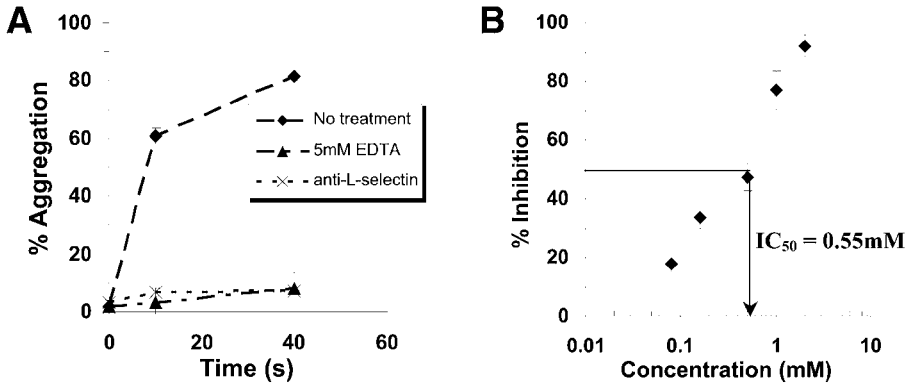 A
% Aggregation
100
80
60
40
20
0
0 20 40 60
Time (s)
No treatment
5mM EDTA
anti-L-selectin
B
% Inhibition
100
80
60
40
20
0
0.01 0.1 1 10
Concentration (mM)
IC50 = 0.55mM